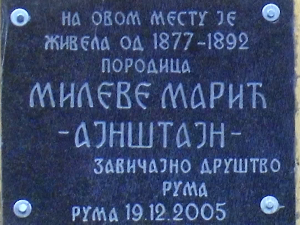 НА ОВОМ МЕСТУ ЈЕ
ЖИВЕЛА ОД 1877-1892
ПОРОДИЦА
МИЛЕВЕ МАРИЋ
-АЈНШТАЈН-
ЗАВИЧАЈНО ДРУШТВО
РУМА
РУМА 19.12.2005